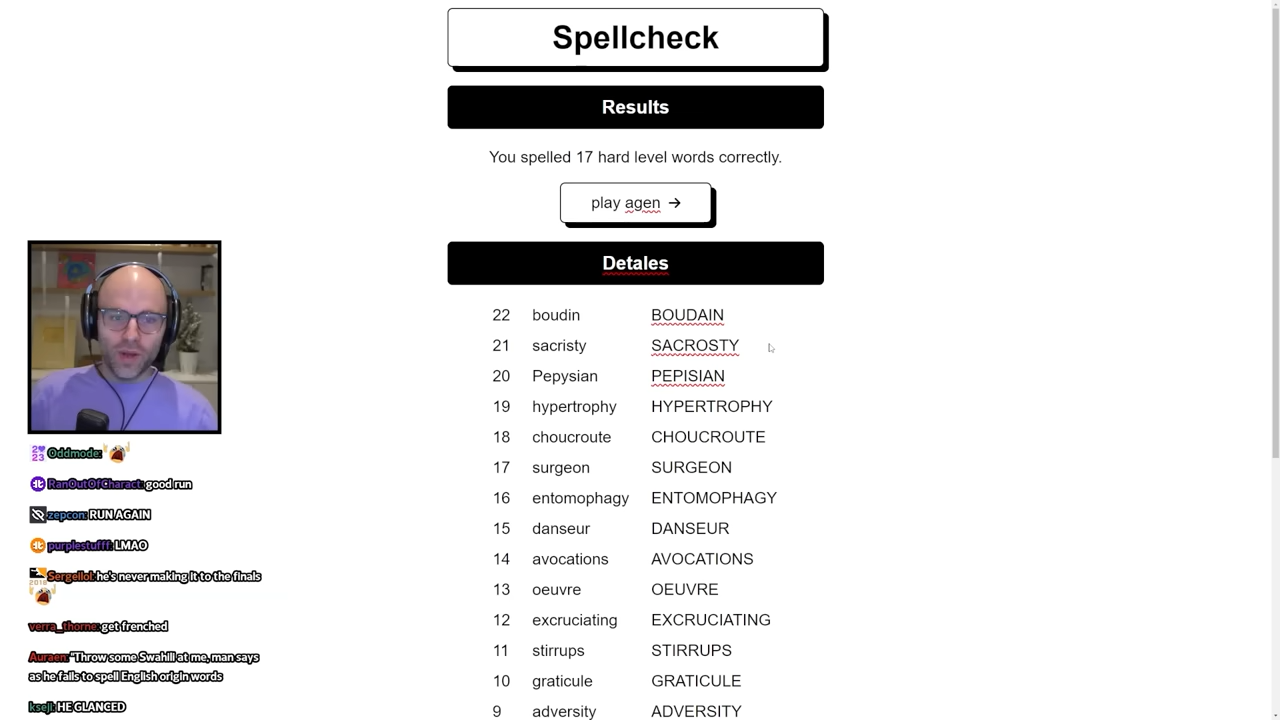 Spellcheck
Results
You spelled 17 hard level words correctly.
play agen →
Detales
22 boudin BOUDAIN
21 sacristy SACROSTY
20 Pepysian PEPISIAN
19 hypertrophy HYPERTROPHY
18 choucroute CHOUCROUTE
17 surgeon SURGEON
16 entomophagy ENTOMOPHAGY
15 danseur DANSEUR
14 avocations AVOCATIONS
13 oeuvre OEUVRE
12 excruciating EXCRUCIATING
11 stirrups STIRRUPS
10 graticule GRATICULE
9 adversity ADVERSITY
Oddmode:
RanOutOfCharact: good run
zepcon: RUN AGAIN
purplestufff: LMAO
Sergeilol: he's never making it to the finals
verra_thorne: get frenched
Auraen: "Throw some Swahili at me, man says
as he fails to spell English origin words
kseji: HE GLANCED